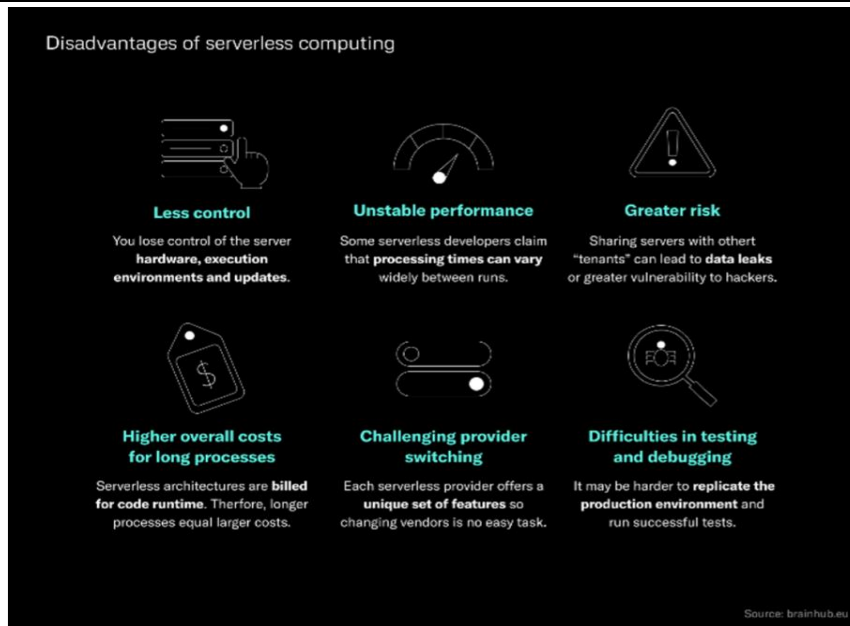 Disadvantages of serverless computing
Less control
You lose control of the server
hardware, execution
environments and updates.
Unstable performance
Some serverless developers claim
that processing times can vary
widely between runs.
Greater risk
Sharing servers with othert
“tenants” can lead to data leaks
or greater vulnerability to hackers.
$
Higher overall costs
for long processes
Serverless architectures are billed
for code runtime. Therfore, longer
processes equal larger costs.
Challenging provider
switching
Each serverless provider offers a
unique set of features so
changing vendors is no easy task.
Difficulties in testing
and debugging
It may be harder to replicate the
production environment and
run successful tests.
Source: brainhub.eu